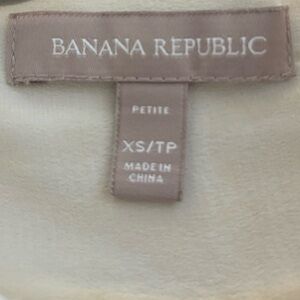 BANANA REPUBLIC
PETITE
XS/TP
MADE IN
CHINA